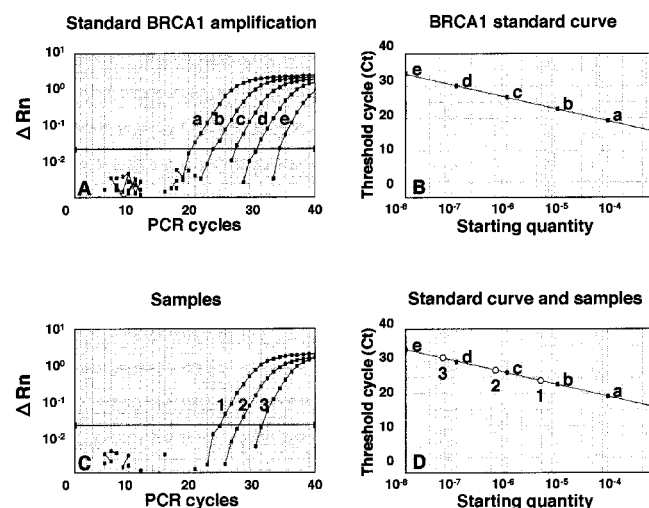 Standard BRCA1 amplification
10¹
10⁰
10⁻¹
10⁻²
Δ Rn
a b c d e
A
0 10 20 30 40
PCR cycles
BRCA1 standard curve
40
30
20
10
0
Threshold cycle (Ct)
e d c b a
B
10⁻⁸ 10⁻⁷ 10⁻⁶ 10⁻⁵ 10⁻⁴
Starting quantity
Samples
10¹
10⁰
10⁻¹
10⁻²
Δ Rn
1 2 3
C
0 10 20 30 40
PCR cycles
Standard curve and samples
40
30
20
10
0
Threshold cycle (Ct)
e d c b a
3 2 1
D
10⁻⁸ 10⁻⁷ 10⁻⁶ 10⁻⁵ 10⁻⁴
Starting quantity